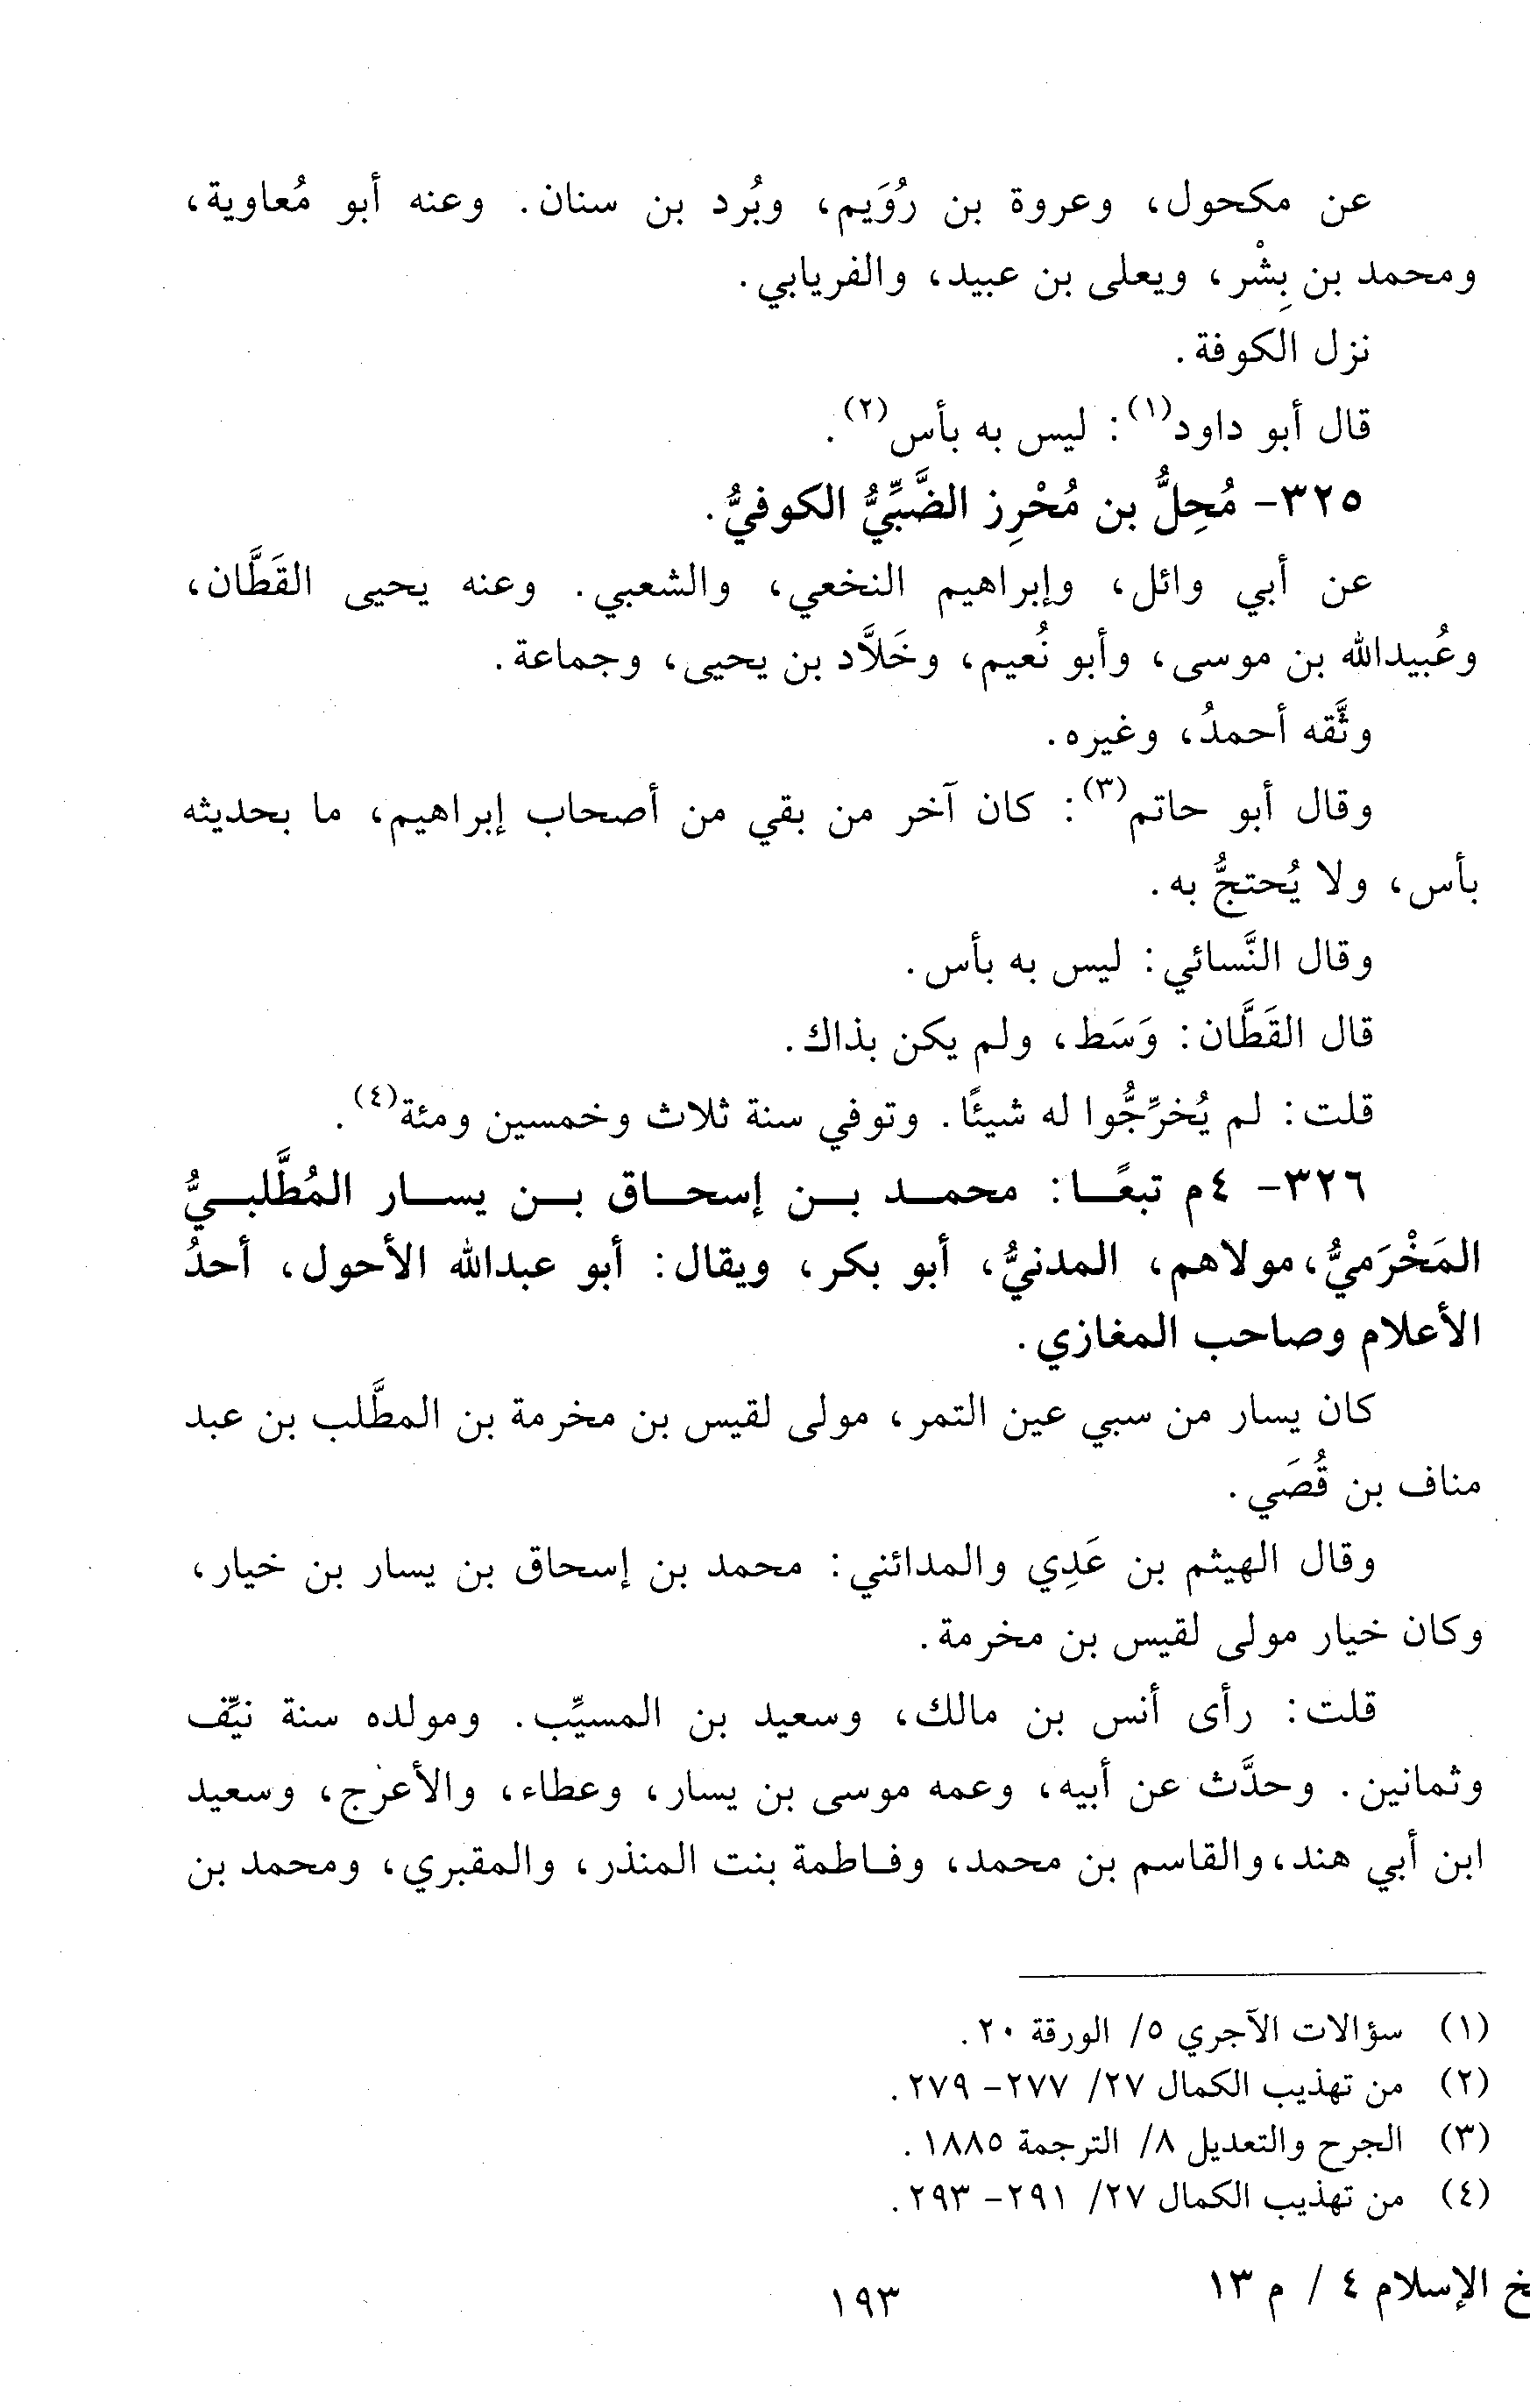 عن مكحول، وعروة بن رُوَيم، وبُرد بن سنان. وعنه أبو مُعاوية،
ومحمد بن بِشْر، ويعلى بن عبيد، والفريابي.
نزل الكوفة.
قال أبو داود(١): ليس به بأس(٢).
٣٢٥- مُحِلُّ بن مُحْرِز الضَّبِّيُّ الكوفيُّ.
عن أبي وائل، وإبراهيم النخعي، والشعبي. وعنه يحيى القَطَّان،
وعُبيدالله بن موسى، وأبو نُعيم، وخَلاَّد بن يحيى، وجماعة.
وثَّقه أحمدُ، وغيره.
وقال أبو حاتم(٣): كان آخر من بقي من أصحاب إبراهيم، ما بحديثه
بأس، ولا يُحتجُّ به.
وقال النَّسائي: ليس به بأس.
قال القَطَّان: وَسَط، ولم يكن بذاك.
قلت: لم يُخرِّجُّوا له شيئًا. وتوفي سنة ثلاث وخمسين ومئة(٤).
٣٢٦- ٤م تبعًا: محمد بن إسحاق بن يسار المُطَّلبيُّ
المَخْرَميُّ، مولاهم، المدنيُّ، أبو بكر، ويقال: أبو عبدالله الأحول، أحدُ
الأعلام وصاحب المغازي.
كان يسار من سبي عين التمر، مولى لقيس بن مخرمة بن المطَّلب بن عبد
مناف بن قُصَي.
وقال الهيثم بن عَدِي والمدائني: محمد بن إسحاق بن يسار بن خيار،
وكان خيار مولى لقيس بن مخرمة.
قلت: رأى أنس بن مالك، وسعيد بن المسيِّب. ومولده سنة نيِّف
وثمانين. وحدَّث عن أبيه، وعمه موسى بن يسار، وعطاء، والأعرج، وسعيد
ابن أبي هند، والقاسم بن محمد، وفاطمة بنت المنذر، والمقبري، ومحمد بن
(١) سؤالات الآجري ٥/ الورقة ٢٠.
(٢) من تهذيب الكمال ٢٧/ ٢٧٧- ٢٧٩.
(٣) الجرح والتعديل ٨/ الترجمة ١٨٨٥.
(٤) من تهذيب الكمال ٢٧/ ٢٩١- ٢٩٣.
خ الإسلام ٤ / م ١٣
١٩٣